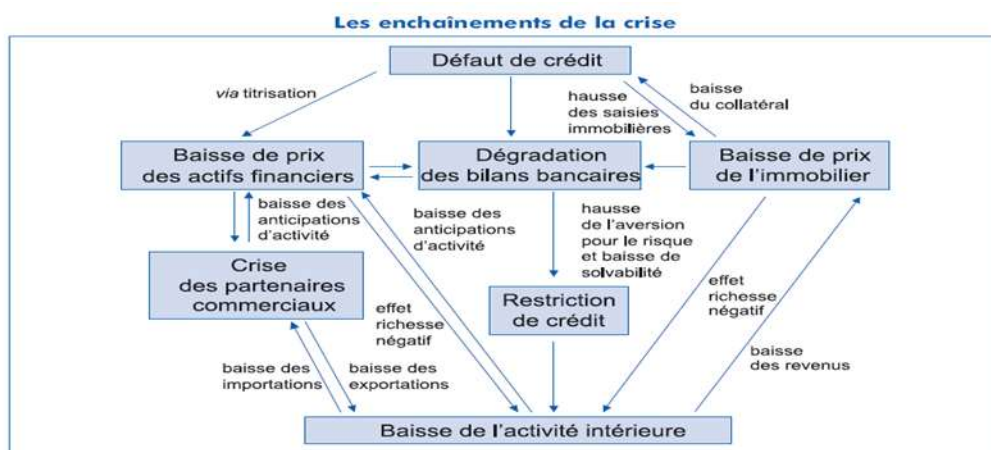 Les enchaînements de la crise
Défaut de crédit
via titrisation
hausse
des saisies
immobilières
baisse
du collatéral
Baisse de prix
des actifs financiers
Dégradation
des bilans bancaires
Baisse de prix
de l'immobilier
baisse des
anticipations
d'activité
baisse des
anticipations
d'activité
hausse
de l'aversion
pour le risque
et baisse de
solvabilité
Crise
des partenaires
commerciaux
effet
richesse
négatif
Restriction
de crédit
effet
richesse
négatif
baisse des
importations
baisse des
exportations
baisse
des revenus
Baisse de l'activité intérieure